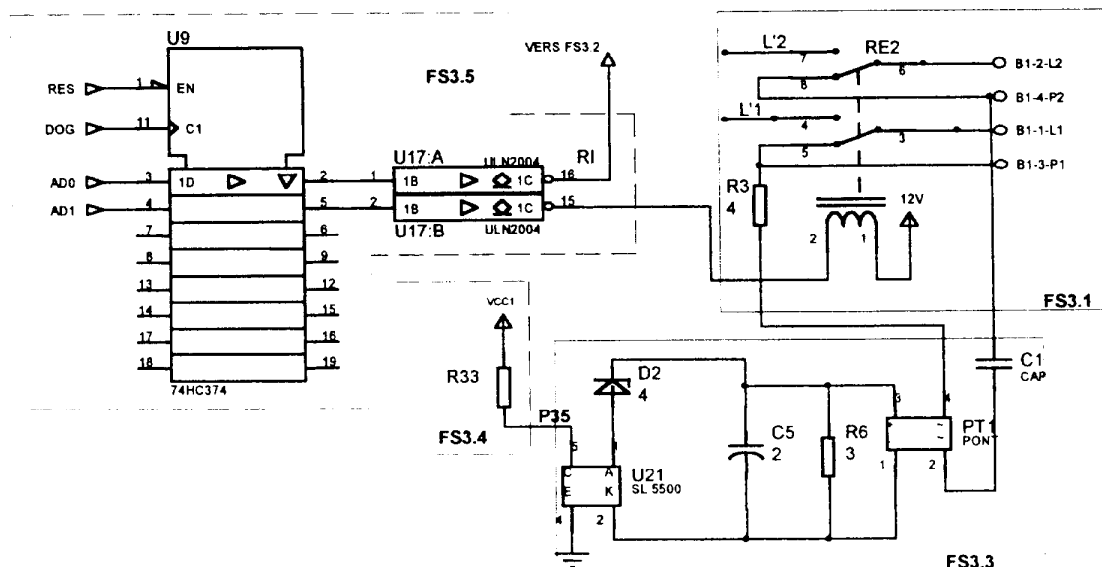 U9
RES
1
EN
DOG
11
C1
AD0
3
1D
2
AD1
4
5
7
6
8
9
13
12
14
15
17
16
18
19
74HC374
FS3.5
VERS FS3.2
U17:A
ULN2004
RI
1
1B
1C
16
2
1B
1C
15
U17:B
ULN2004
L'2
RE2
7
8
6
B1-2-L2
B1-4-P2
L'1
4
5
3
B1-1-L1
B1-3-P1
R3
4
12V
2
1
FS3.1
VCC1
R33
P35
FS3.4
D2
4
C1
CAP
C5
2
R6
3
3
4
PT1
PONT
1
2
5
C
A
E
K
U21
SL5500
4
2
FS3.3